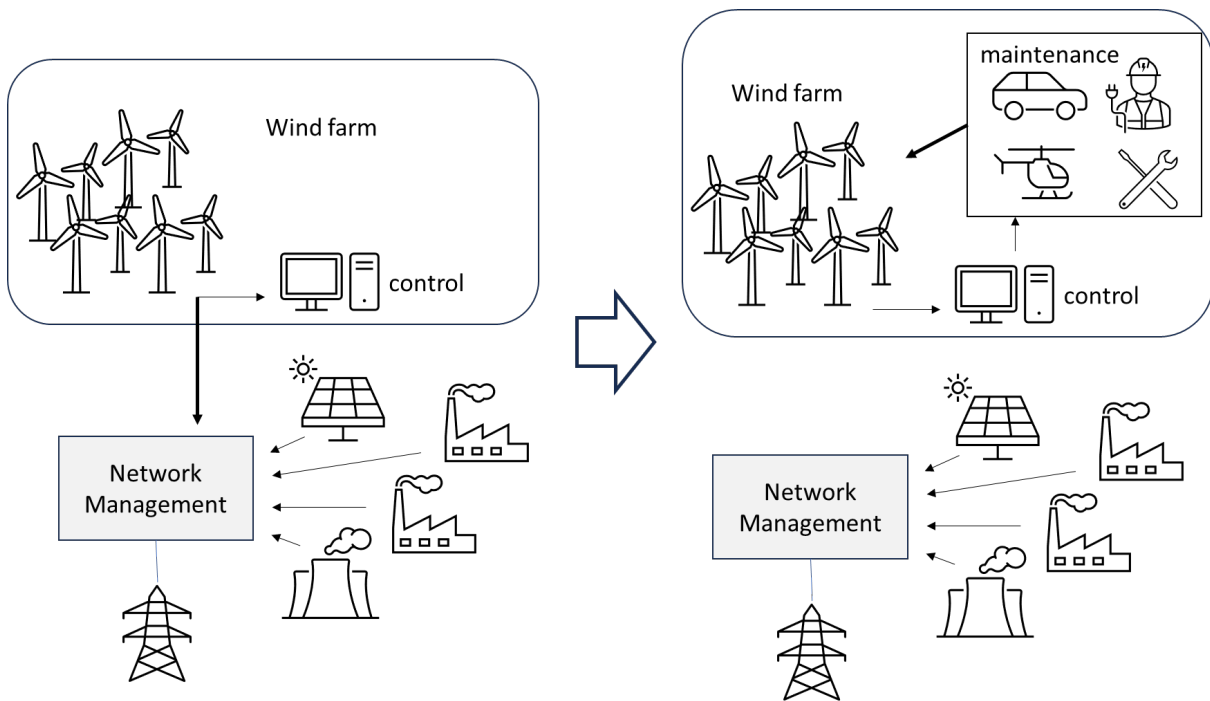 Wind farm
control
Network
Management
maintenance
Wind farm
control
Network
Management